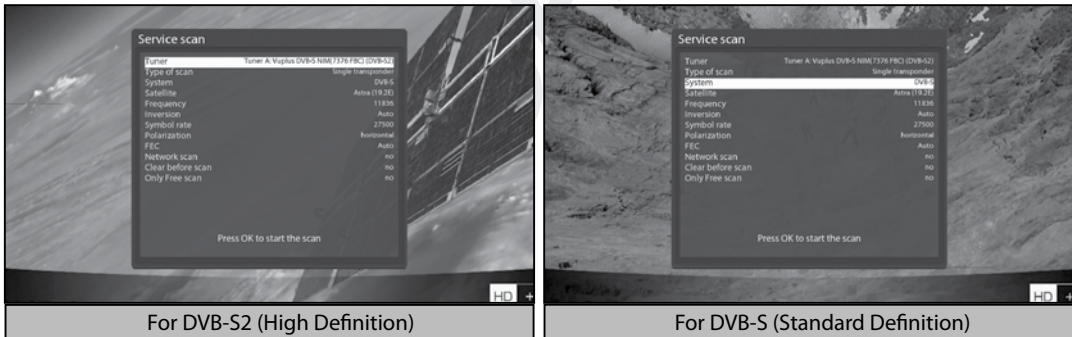 Service scan
Tuner Tuner A: Vuplus DVB-S NIM(7376 FBC) (DVB-S2)
Type of scan Single transponder
System DVB-S
Satellite Astra (19.2E)
Frequency 11836
Inversion Auto
Symbol rate 27500
Polarization horizontal
FEC Auto
Network scan no
Clear before scan no
Only Free scan no
Press OK to start the scan
HD +
For DVB-S2 (High Definition)
Service scan
Tuner Tuner A: Vuplus DVB-S NIM(7376 FBC) (DVB-S2)
Type of scan Single transponder
System DVB-S
Satellite Astra (19.2E)
Frequency 11836
Inversion Auto
Symbol rate 27500
Polarization horizontal
FEC Auto
Network scan no
Clear before scan no
Only Free scan no
Press OK to start the scan
HD +
For DVB-S (Standard Definition)